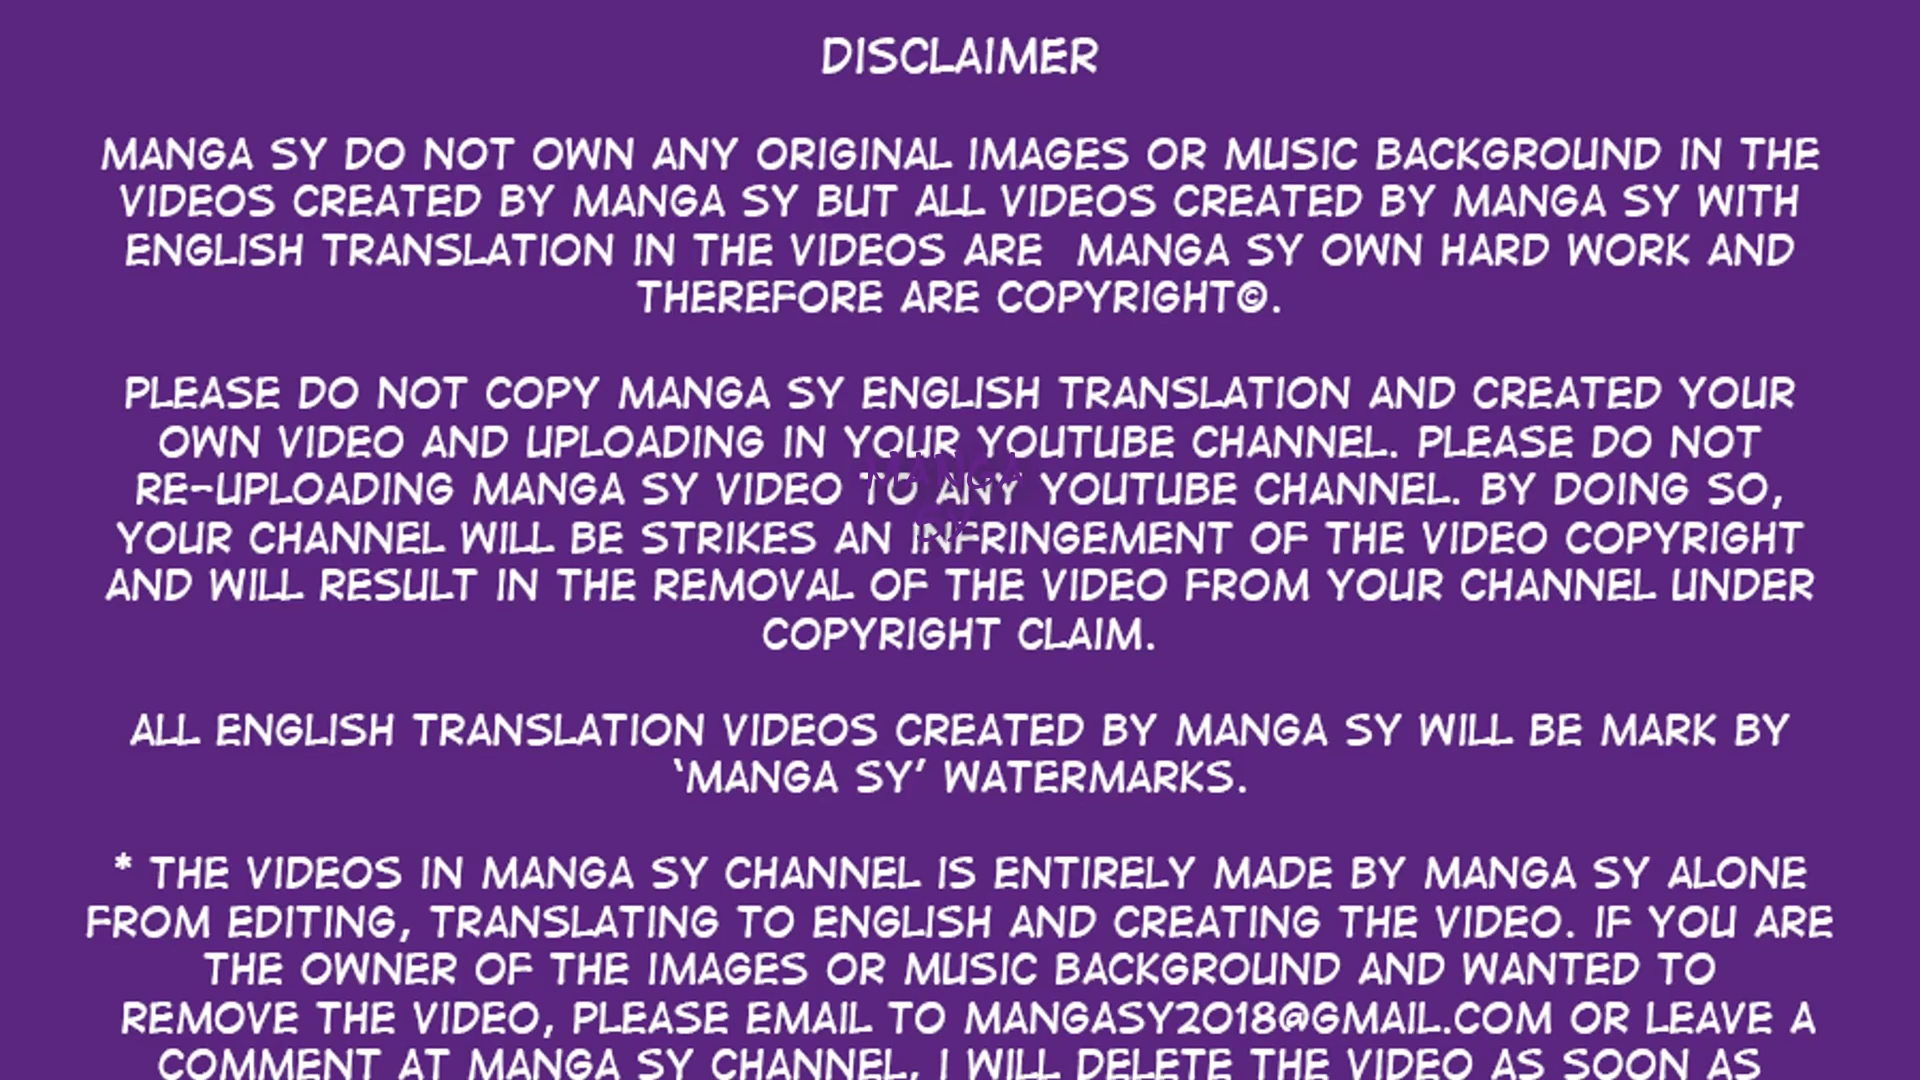 DISCLAIMER
MANGA SY DO NOT OWN ANY ORIGINAL IMAGES OR MUSIC BACKGROUND IN THE
VIDEOS CREATED BY MANGA SY BUT ALL VIDEOS CREATED BY MANGA SY WITH
ENGLISH TRANSLATION IN THE VIDEOS ARE MANGA SY OWN HARD WORK AND
THEREFORE ARE COPYRIGHT©.
PLEASE DO NOT COPY MANGA SY ENGLISH TRANSLATION AND CREATED YOUR
OWN VIDEO AND UPLOADING IN YOUR YOUTUBE CHANNEL. PLEASE DO NOT
RE-UPLOADING MANGA SY VIDEO TO ANY YOUTUBE CHANNEL. BY DOING SO,
YOUR CHANNEL WILL BE STRIKES AN INFRINGEMENT OF THE VIDEO COPYRIGHT
AND WILL RESULT IN THE REMOVAL OF THE VIDEO FROM YOUR CHANNEL UNDER
COPYRIGHT CLAIM.
ALL ENGLISH TRANSLATION VIDEOS CREATED BY MANGA SY WILL BE MARK BY
‘MANGA SY’ WATERMARKS.
* THE VIDEOS IN MANGA SY CHANNEL IS ENTIRELY MADE BY MANGA SY ALONE
FROM EDITING, TRANSLATING TO ENGLISH AND CREATING THE VIDEO. IF YOU ARE
THE OWNER OF THE IMAGES OR MUSIC BACKGROUND AND WANTED TO
REMOVE THE VIDEO, PLEASE EMAIL TO MANGASY2018@GMAIL.COM OR LEAVE A
COMMENT AT MANGA SY CHANNEL, I WILL DELETE THE VIDEO AS SOON AS
MANGA
SY